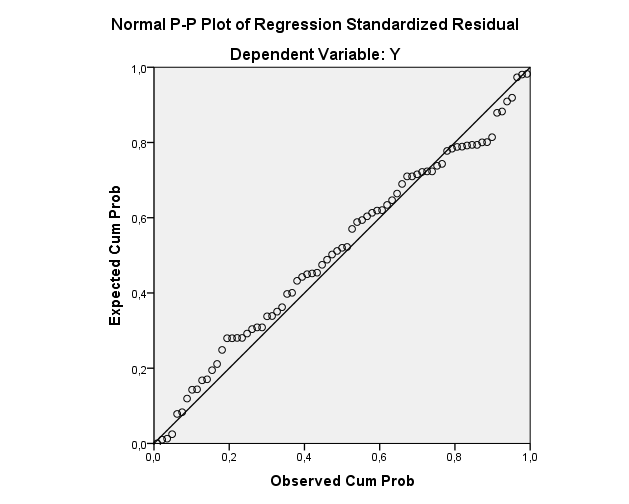 Normal P-P Plot of Regression Standardized Residual
Dependent Variable: Y
1,0
0,8
0,6
0,4
0,2
0,0
Expected Cum Prob
0,0 0,2 0,4 0,6 0,8 1,0
Observed Cum Prob